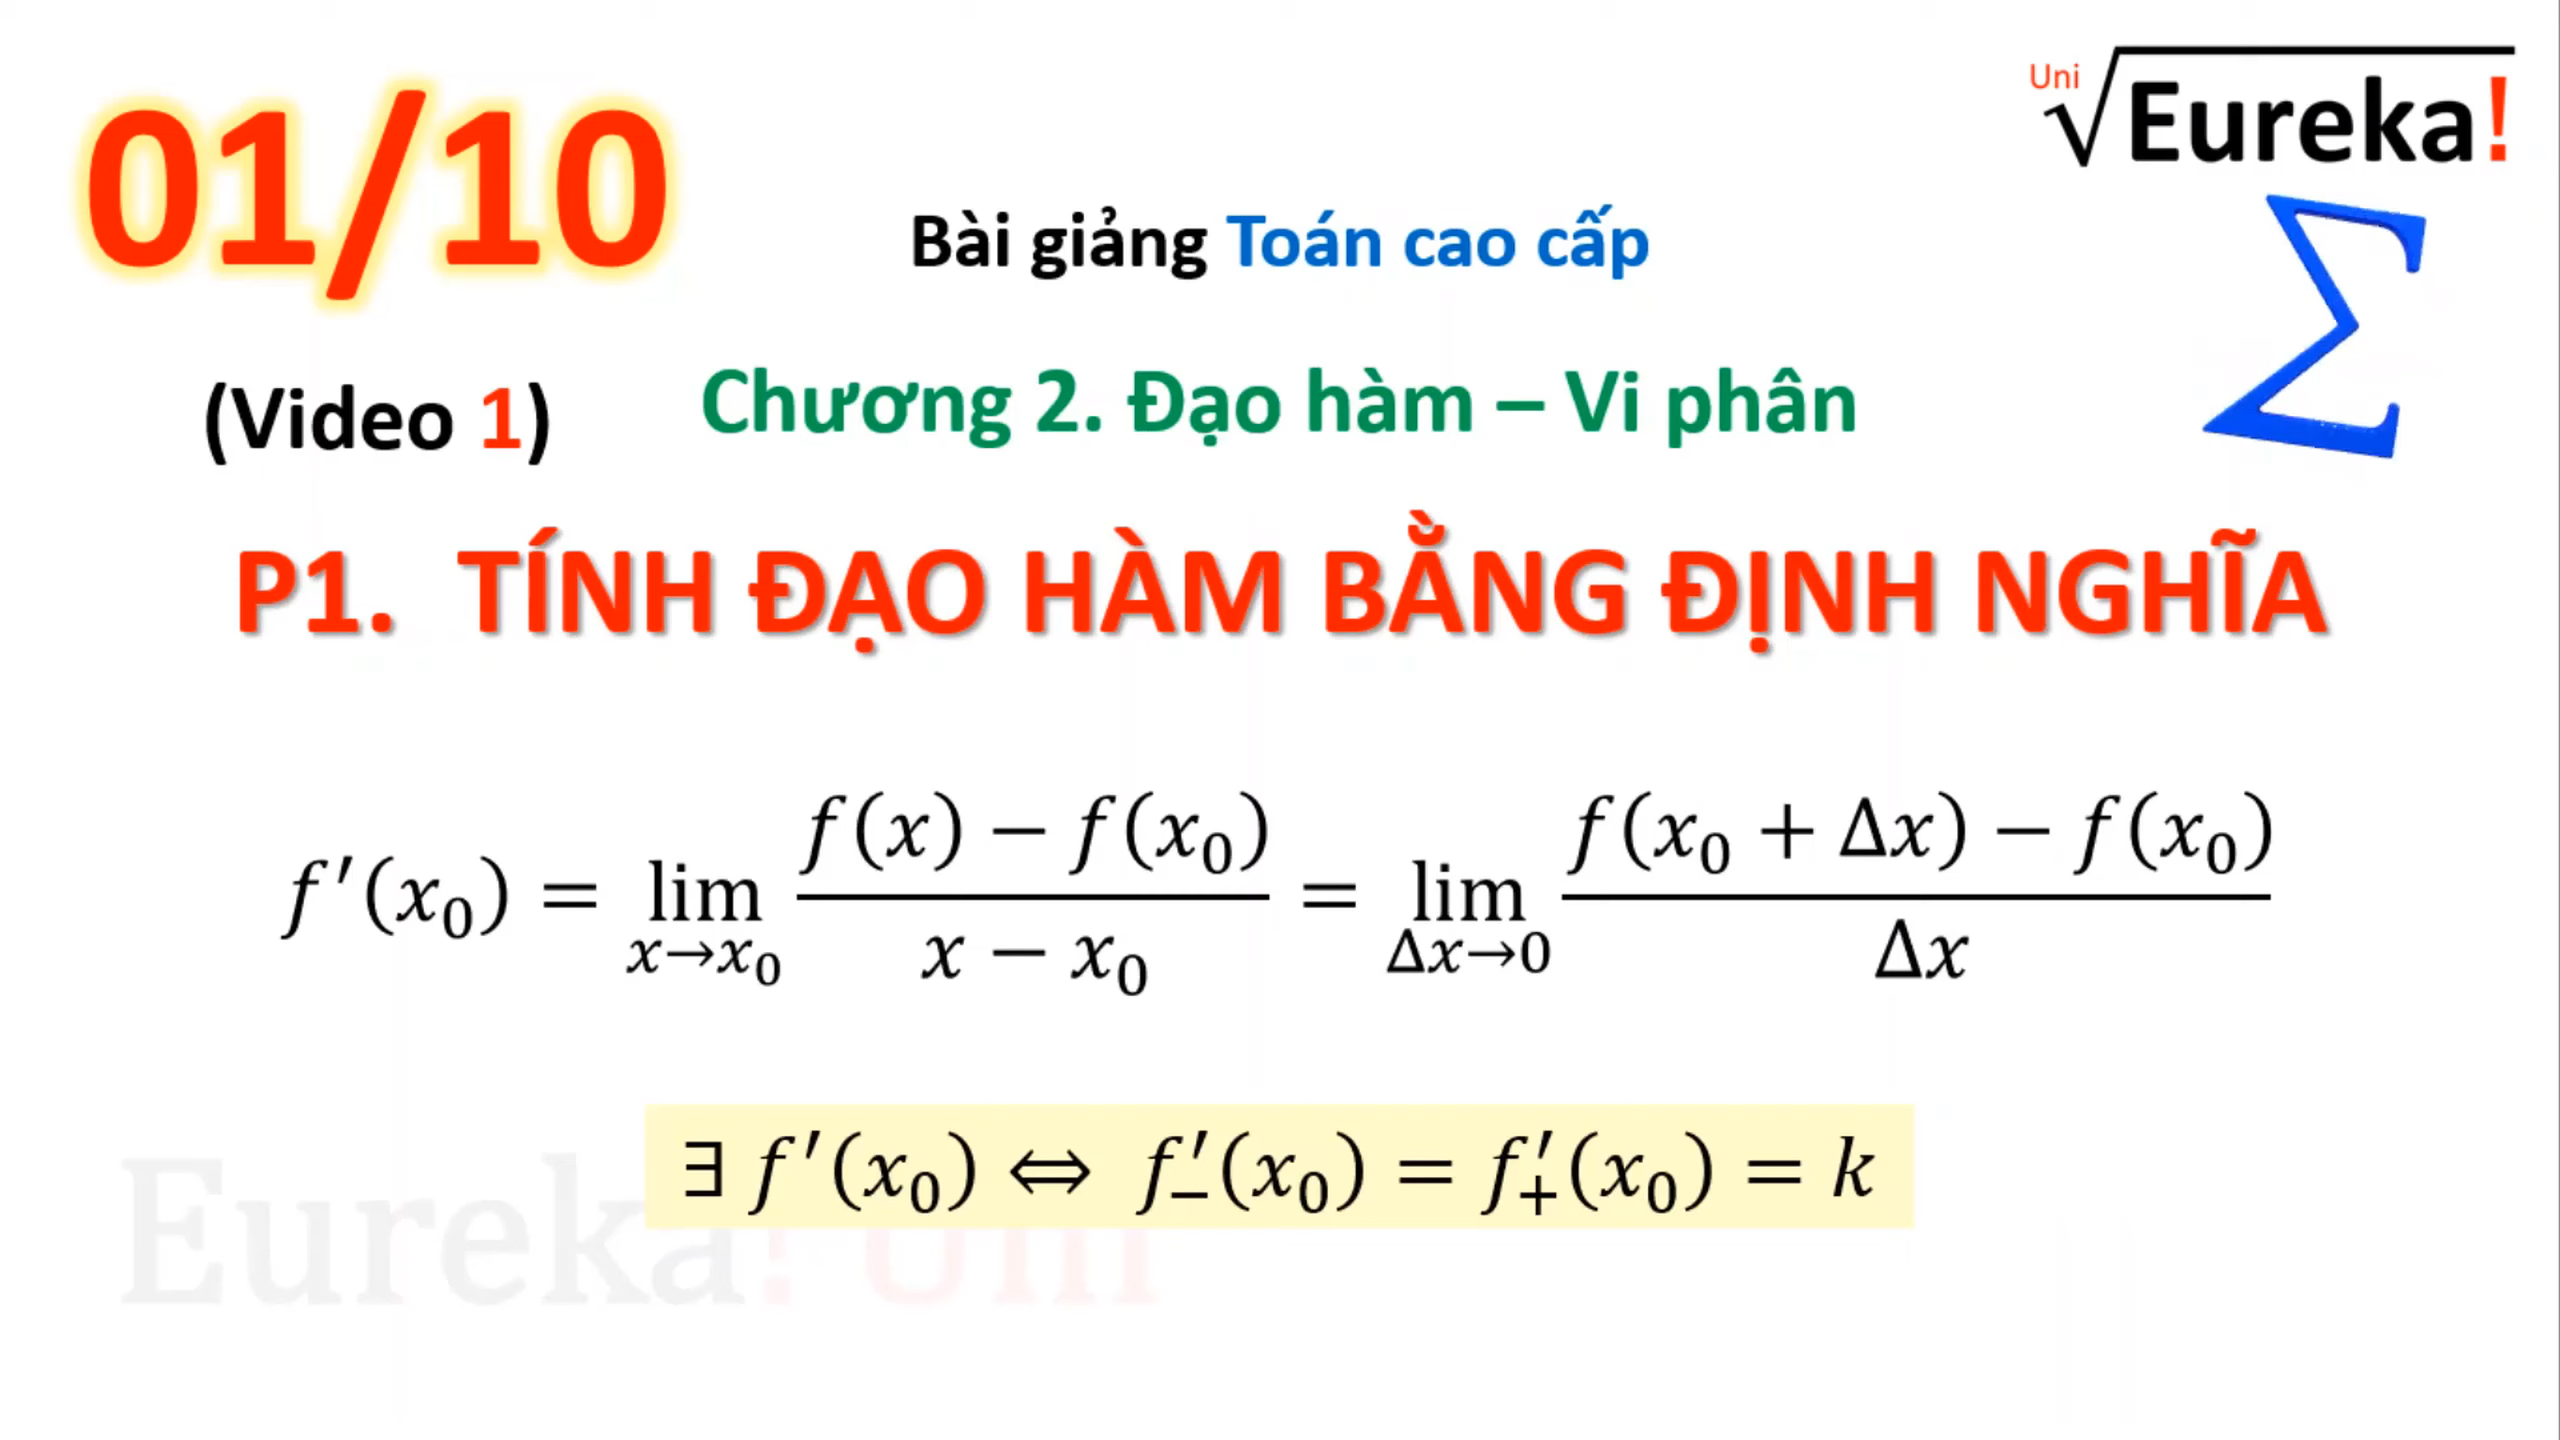 01/10
Uni √Eureka!
Bài giảng Toán cao cấp
∑
(Video 1)
Chương 2. Đạo hàm – Vi phân
P1. TÍNH ĐẠO HÀM BẰNG ĐỊNH NGHĨA
f′(x₀) = lim x→x₀ (f(x) − f(x₀))/(x − x₀) = lim Δx→0 (f(x₀ + Δx) − f(x₀))/Δx
∃ f′(x₀) ⇔ f′₋(x₀) = f′₊(x₀) = k
Eureka! Uni